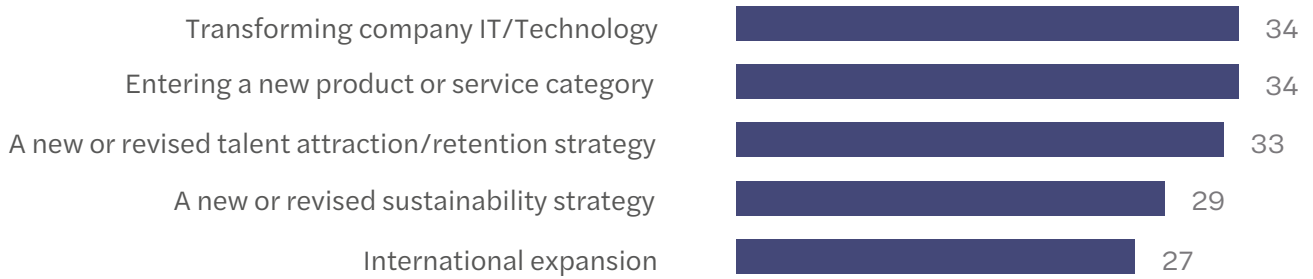 Transforming company IT/Technology 34
Entering a new product or service category 34
A new or revised talent attraction/retention strategy 33
A new or revised sustainability strategy 29
International expansion 27